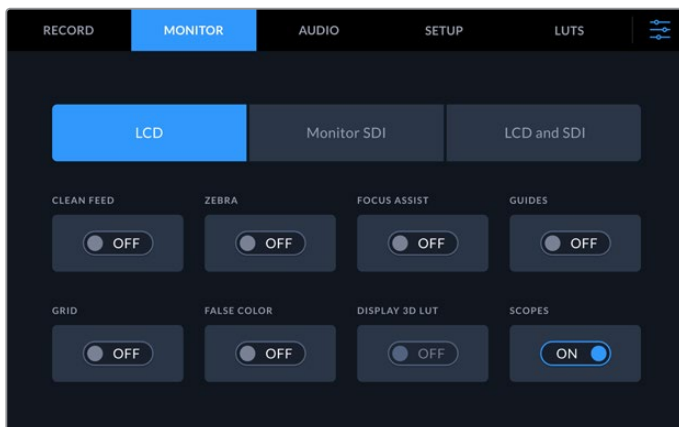 RECORD MONITOR AUDIO SETUP LUTS
LCD Monitor SDI LCD and SDI
CLEAN FEED ZEBRA FOCUS ASSIST GUIDES
OFF OFF OFF OFF
GRID FALSE COLOR DISPLAY 3D LUT SCOPES
OFF OFF OFF ON